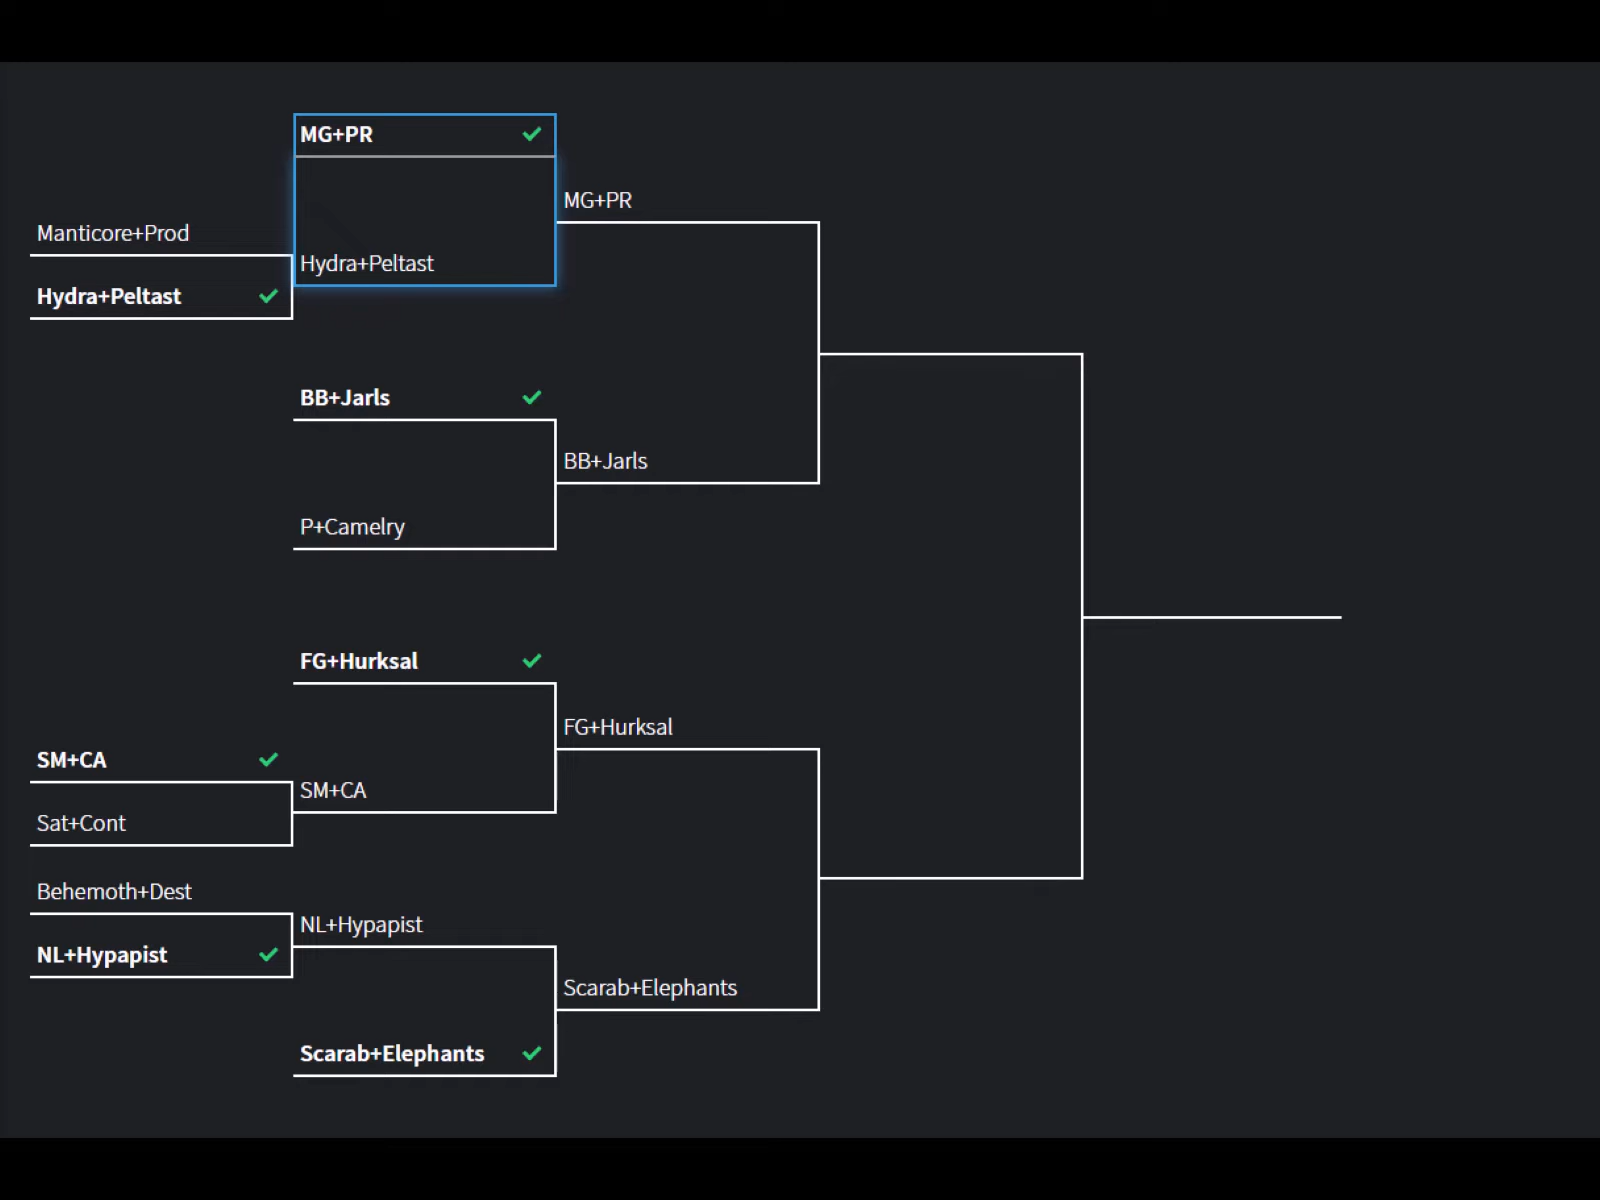 MG+PR
MG+PR
Manticore+Prod
Hydra+Peltast
Hydra+Peltast
BB+Jarls
BB+Jarls
P+Camelry
FG+Hurksal
FG+Hurksal
SM+CA
SM+CA
Sat+Cont
Behemoth+Dest
NL+Hypapist
NL+Hypapist
Scarab+Elephants
Scarab+Elephants